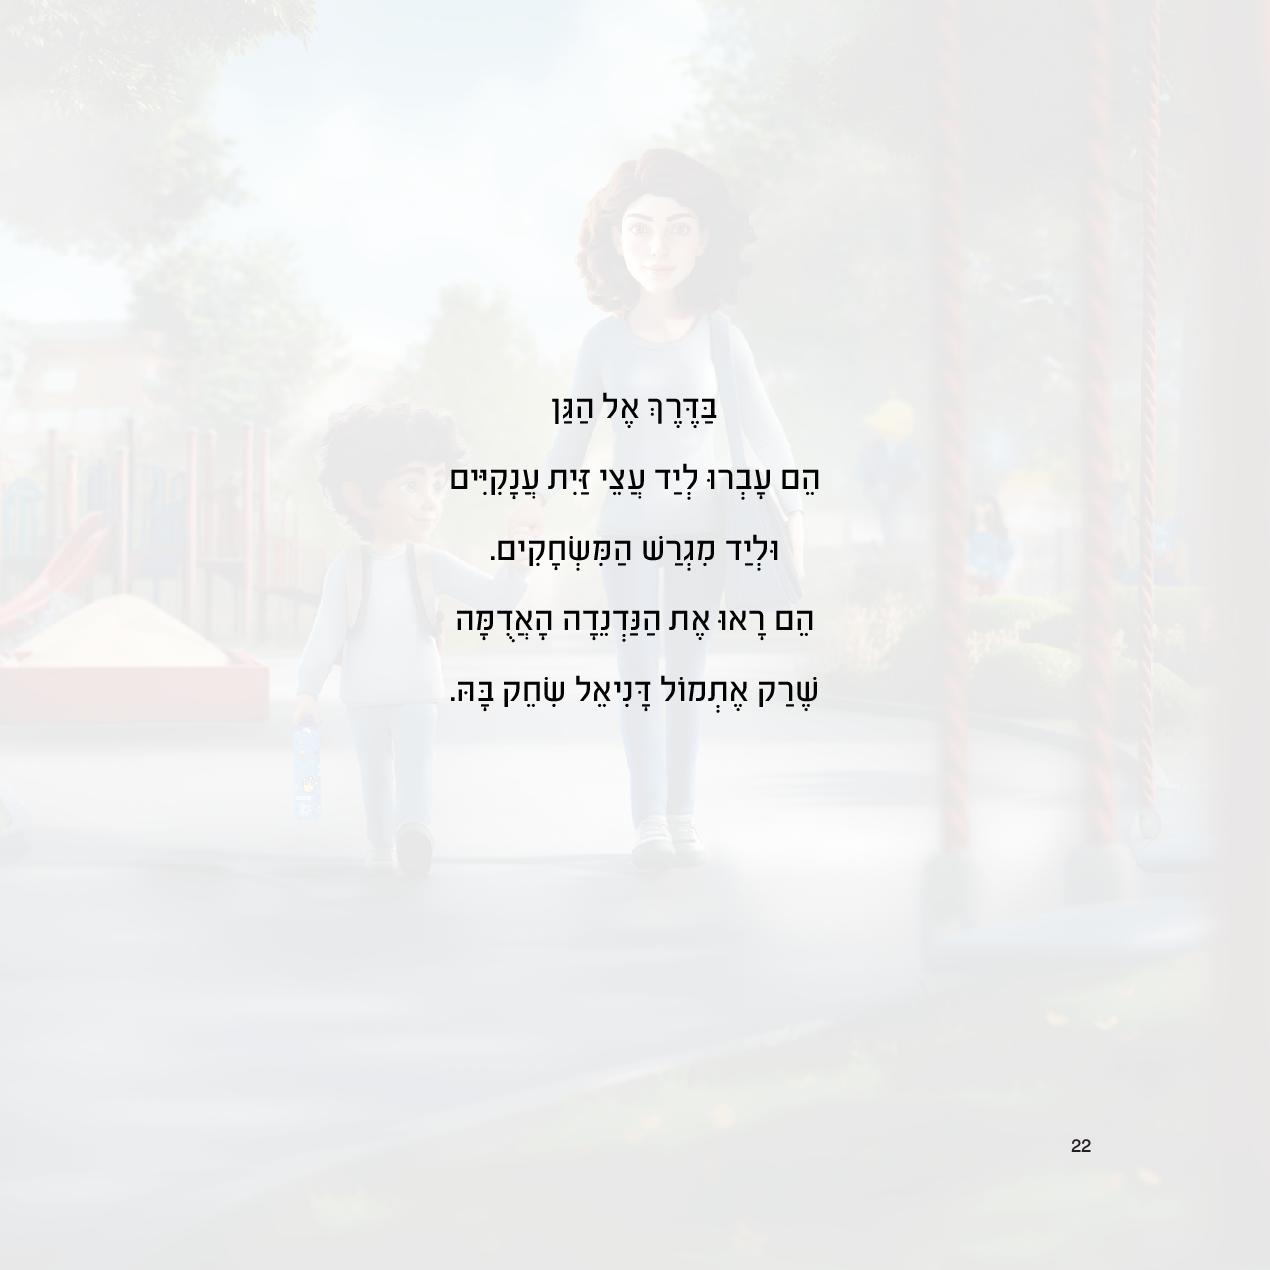 בַּדֶּרֶךְ אֶל הַגַּן
הֵם עָבְרוּ לְיַד עֲצֵי זַיִת עֲנָקִיִּים
וּלְיַד מִגְרַשׁ הַמִּשְׂחָקִים.
הֵם רָאוּ אֶת הַנַּדְנֵדָה הָאֲדֻמָּה
שֶׁרַק אֶתְמוֹל דָּנִיאֵל שִׂחֵק בָּהּ.
22